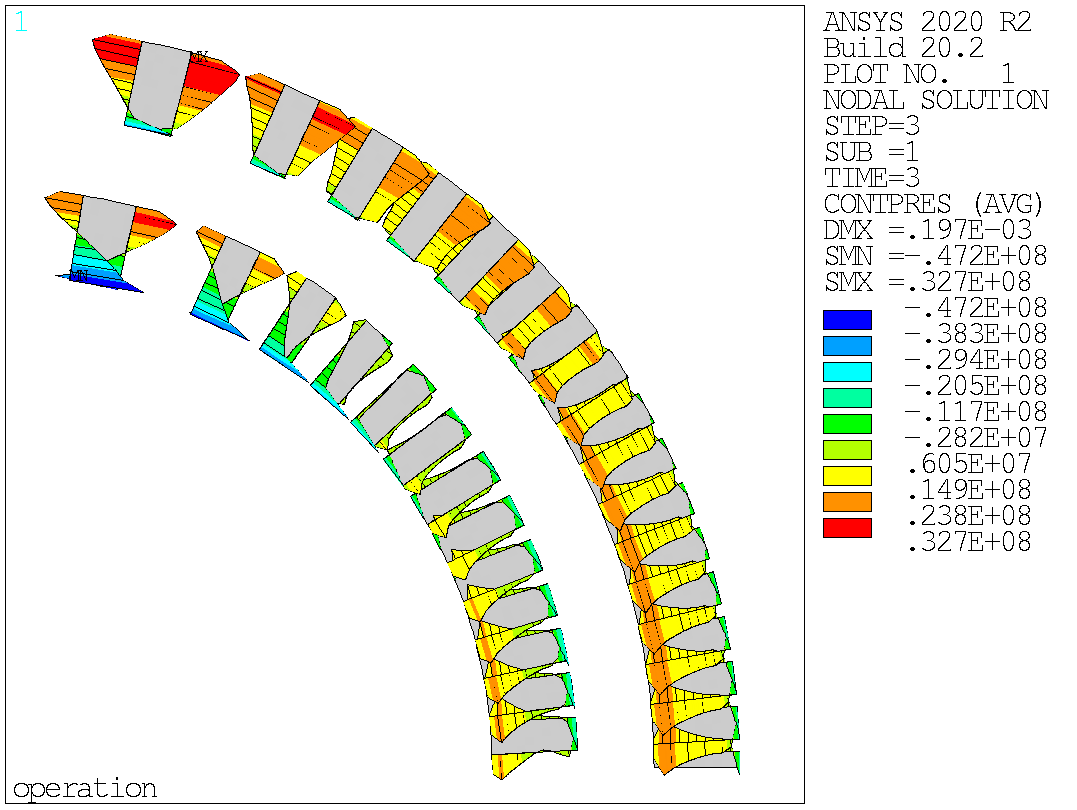 1
ANSYS 2020 R2
Build 20.2
PLOT NO. 1
NODAL SOLUTION
STEP=3
SUB =1
TIME=3
CONTPRES (AVG)
DMX =.197E-03
SMN =-.472E+08
SMX =.327E+08
-.472E+08
-.383E+08
-.294E+08
-.205E+08
-.117E+08
-.282E+07
.605E+07
.149E+08
.238E+08
.327E+08
MX
MN
operation